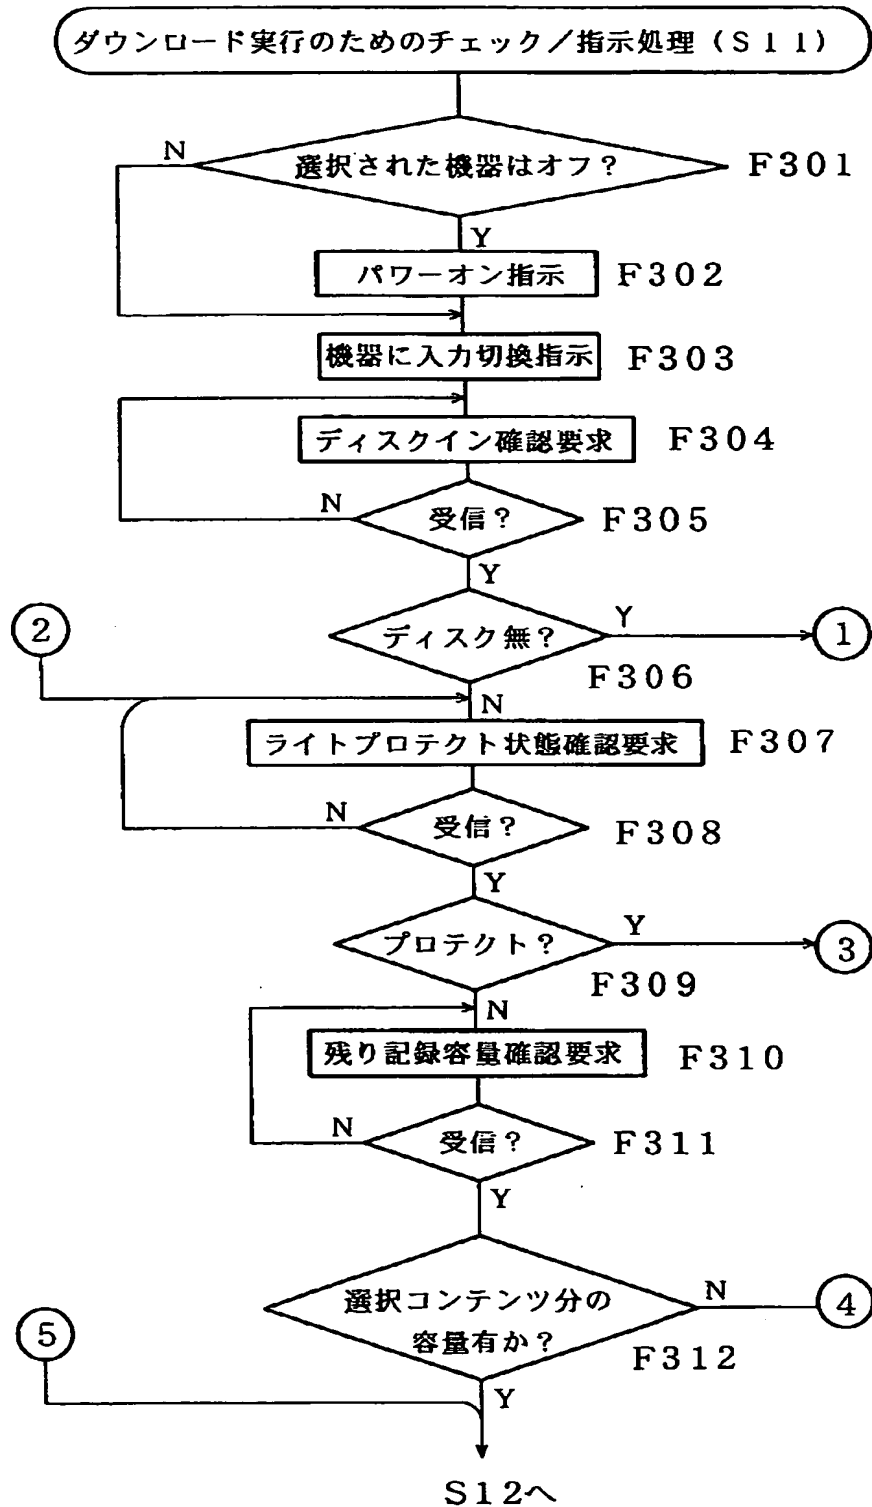 ダウンロード実行のためのチェック／指示処理（Ｓ１１）
選択された機器はオフ？
F301
N
Y
パワーオン指示
F302
機器に入力切換指示
F303
ディスクイン確認要求
F304
受信？
F305
N
Y
ディスク無？
F306
Y
①
②
N
ライトプロテクト状態確認要求
F307
受信？
F308
N
Y
プロテクト？
F309
Y
③
N
残り記録容量確認要求
F310
受信？
F311
N
Y
選択コンテンツ分の
容量有か？
F312
N
④
⑤
Y
S12へ